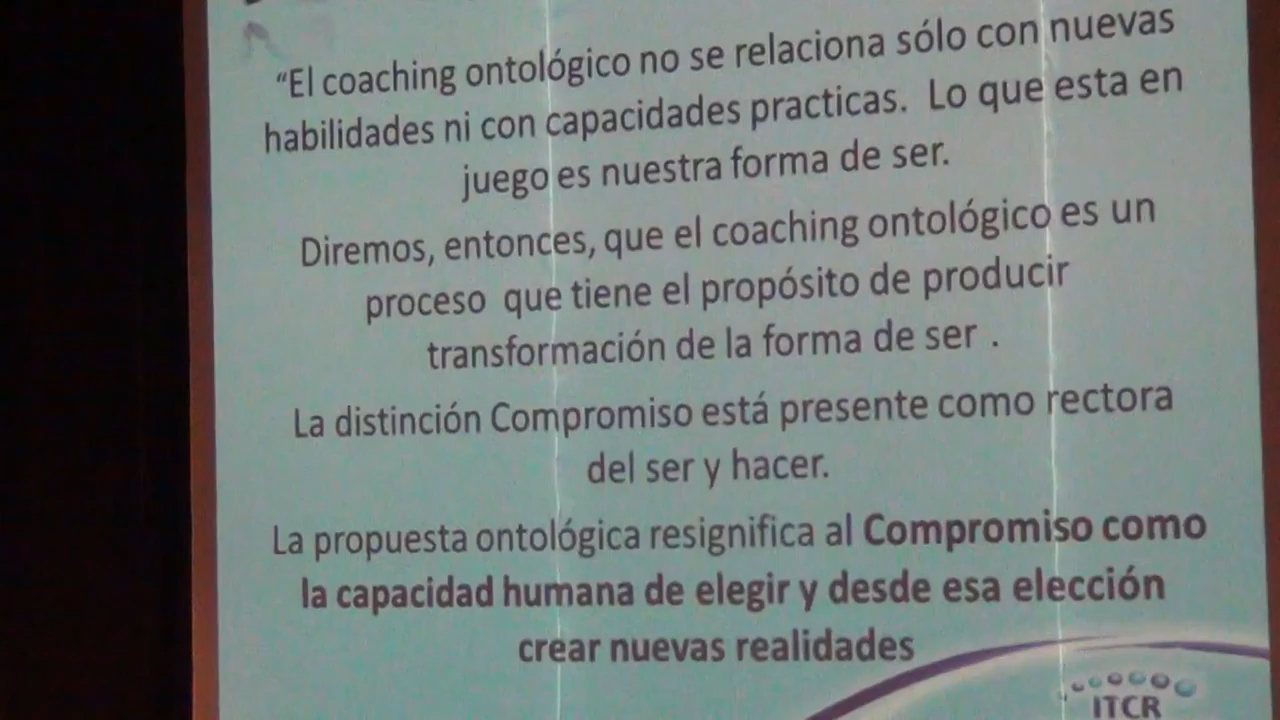 “El coaching ontológico no se relaciona sólo con nuevas
habilidades ni con capacidades practicas. Lo que esta en
juego es nuestra forma de ser.
Diremos, entonces, que el coaching ontológico es un
proceso que tiene el propósito de producir
transformación de la forma de ser .
La distinción Compromiso está presente como rectora
del ser y hacer.
La propuesta ontológica resignifica al Compromiso como
la capacidad humana de elegir y desde esa elección
crear nuevas realidades
ITCR